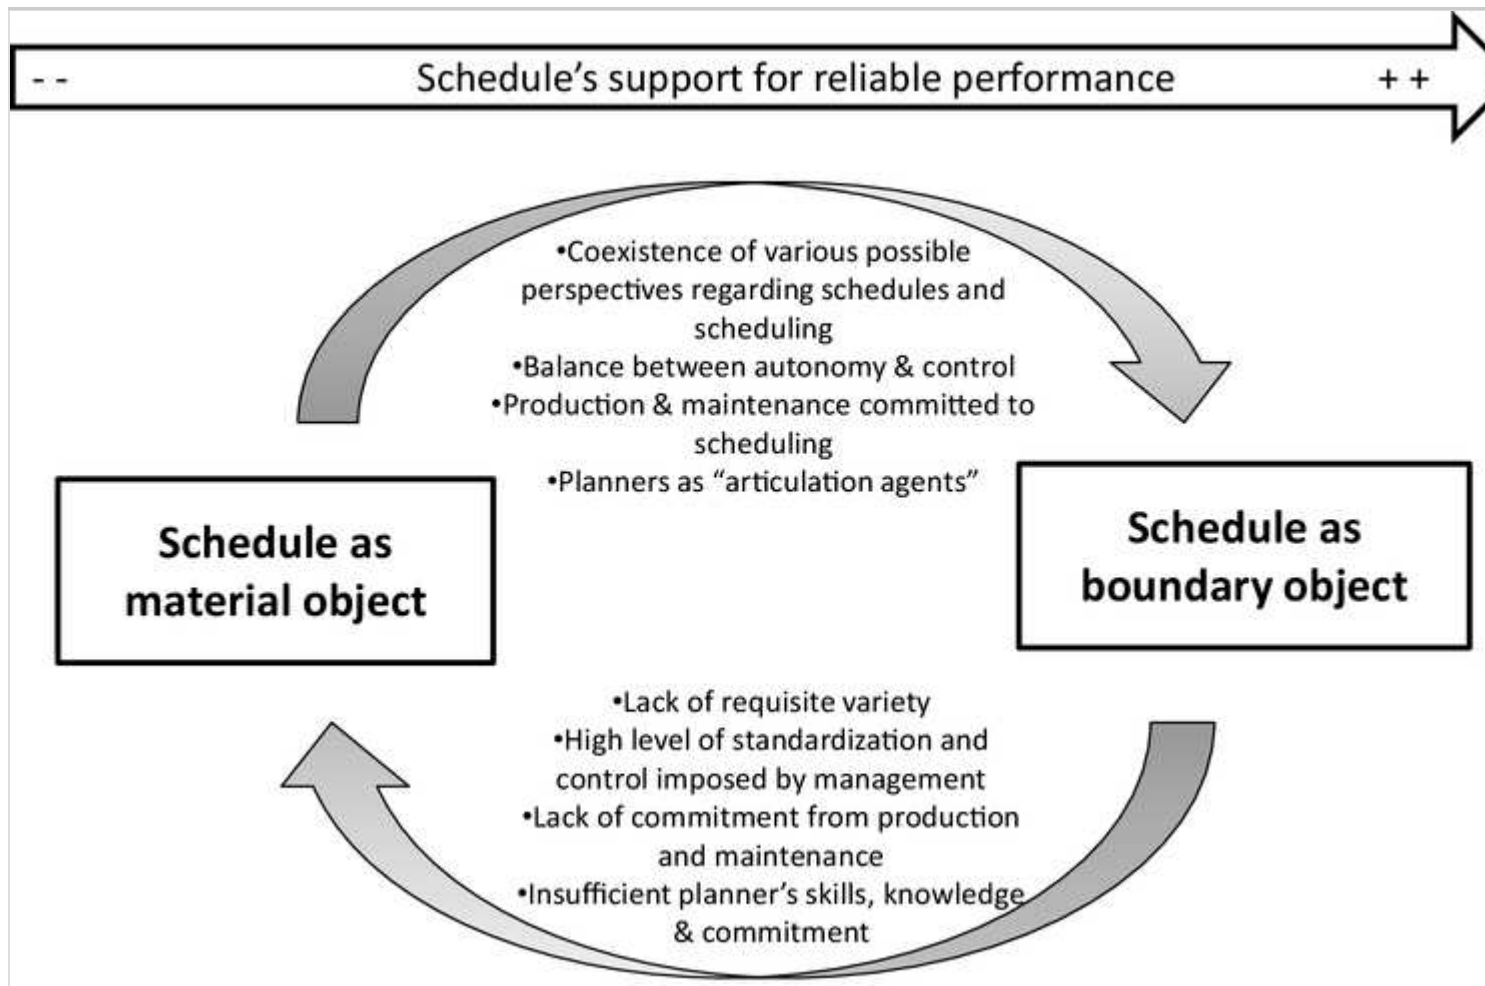 - - Schedule’s support for reliable performance + +
•Coexistence of various possible
perspectives regarding schedules and
scheduling
•Balance between autonomy & control
•Production & maintenance committed to
scheduling
•Planners as “articulation agents”
Schedule as
material object
Schedule as
boundary object
•Lack of requisite variety
•High level of standardization and
control imposed by management
•Lack of commitment from production
and maintenance
•Insufficient planner’s skills, knowledge
& commitment